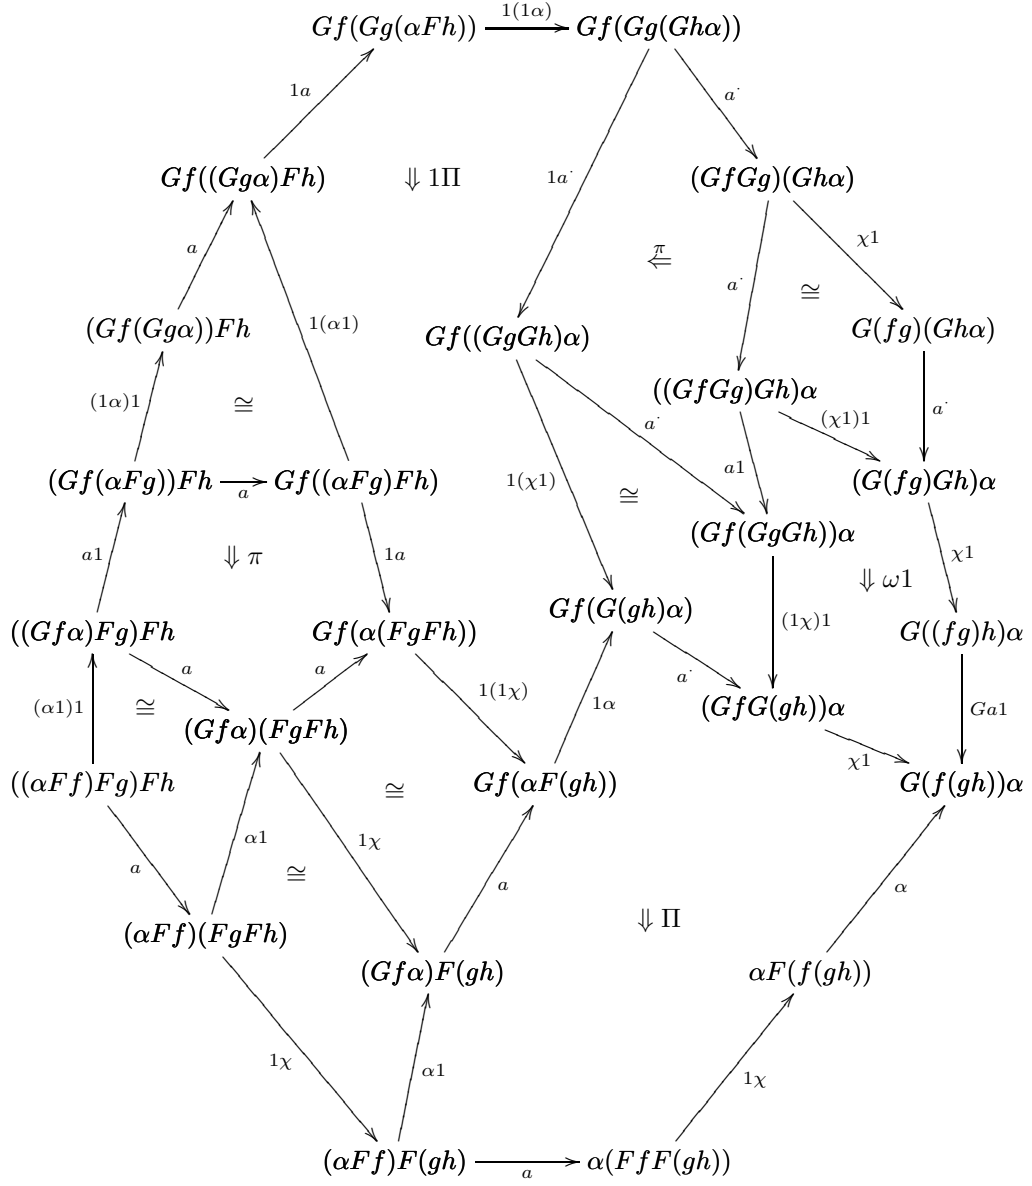 1(1α)
Gf(Gg(αFh)) Gf(Gg(Ghα))
1a a˙
Gf((Ggα)Fh) ⇓ 1Π 1a˙ (GfGg)(Ghα)
a π ⇐ χ1
1(α1) a˙ ≅
(Gf(Ggα))Fh Gf((GgGh)α) G(fg)(Ghα)
(1α)1 ≅ ((GfGg)Gh)α a˙
a˙ (χ1)1
(Gf(αFg))Fh a Gf((αFg)Fh) 1(χ1) ≅ a1 (G(fg)Gh)α
(Gf(GgGh))α
a1 ⇓ π 1a ⇓ ω1 χ1
Gf(G(gh)α)
((Gfα)Fg)Fh Gf(α(FgFh)) (1χ)1 G((fg)h)α
a a a˙
(α1)1 ≅ 1(1χ) 1α (GfG(gh))α Ga1
(Gfα)(FgFh) χ1
((αFf)Fg)Fh ≅ Gf(αF(gh)) G(f(gh))α
α1 1χ
a ≅ a α
(αFf)(FgFh) ⇓ Π
(Gfα)F(gh) αF(f(gh))
1χ α1 1χ
(αFf)F(gh) a α(FfF(gh))